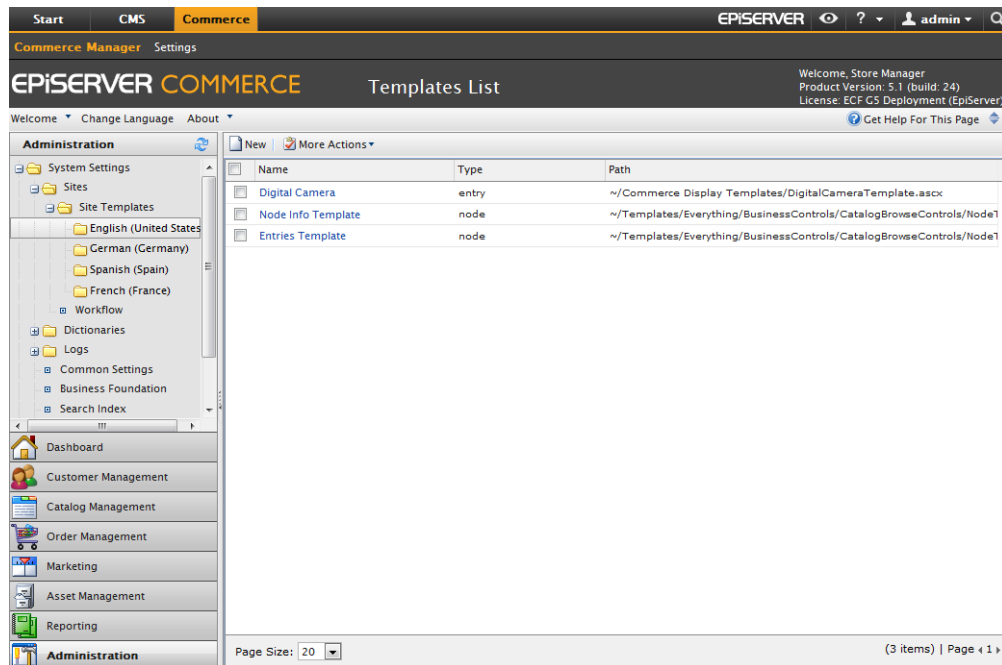 Start CMS Commerce EPiSERVER ? admin
Commerce Manager Settings
EPiSERVER COMMERCE Templates List
Welcome, Store Manager
Product Version: 5.1 (build: 24)
License: ECF G5 Deployment (EpiServer)
Welcome Change Language About Get Help For This Page
Administration
New More Actions
System Settings
Sites
Site Templates
English (United States
German (Germany)
Spanish (Spain)
French (France)
Workflow
Dictionaries
Logs
Common Settings
Business Foundation
Search Index
Name Type Path
Digital Camera entry ~/Commerce Display Templates/DigitalCameraTemplate.ascx
Node Info Template node ~/Templates/Everything/BusinessControls/CatalogBrowseControls/NodeT
Entries Template node ~/Templates/Everything/BusinessControls/CatalogBrowseControls/NodeT
Dashboard
Customer Management
Catalog Management
Order Management
Marketing
Asset Management
Reporting
Administration
Page Size: 20 (3 items) | Page 1